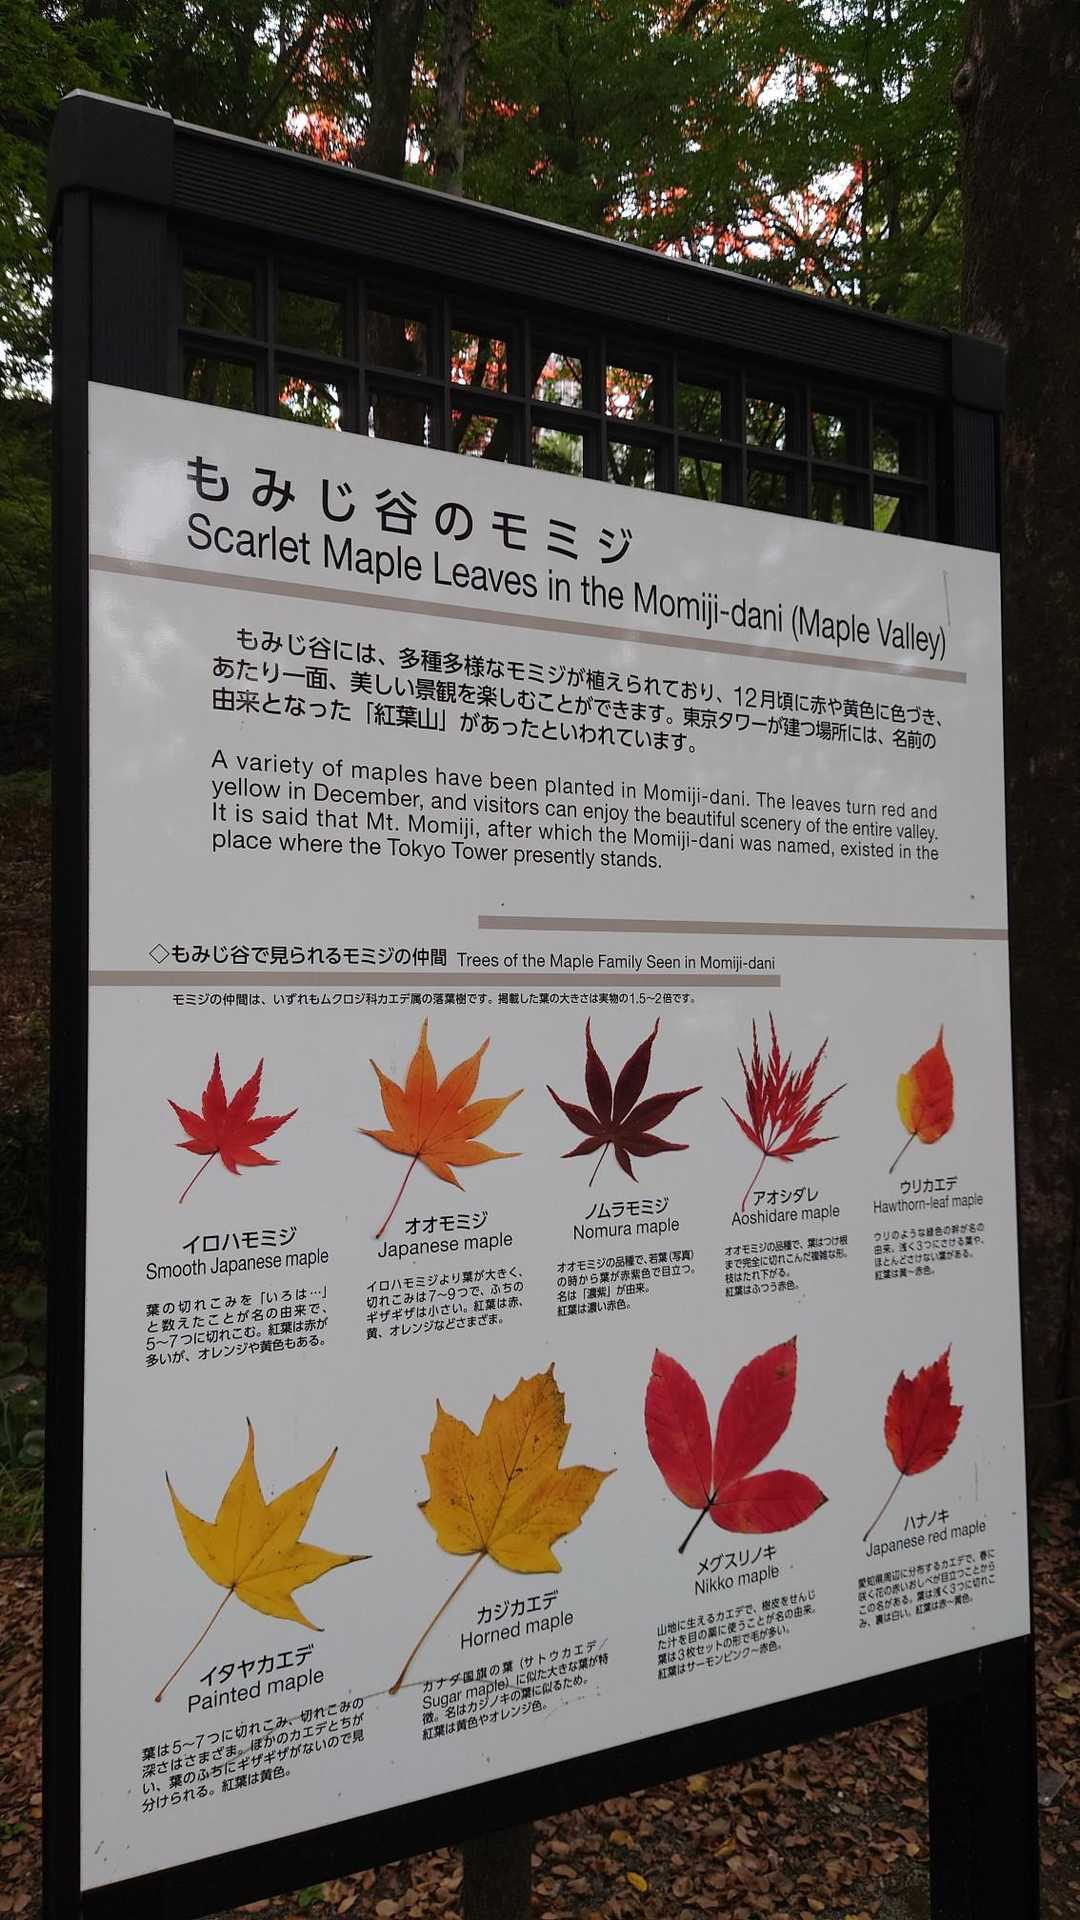 もみじ谷のモミジ
Scarlet Maple Leaves in the Momiji-dani (Maple Valley)
もみじ谷には、多種多様なモミジが植えられており、12月頃に赤や黄色に色づき、
あたり一面、美しい景観を楽しむことができます。東京タワーが建つ場所には、名前の
由来となった「紅葉山」があったといわれています。
A variety of maples have been planted in Momiji-dani. The leaves turn red and
yellow in December, and visitors can enjoy the beautiful scenery of the entire valley.
It is said that Mt. Momiji, after which the Momiji-dani was named, existed in the
place where the Tokyo Tower presently stands.
◇もみじ谷で見られるモミジの仲間 Trees of the Maple Family Seen in Momiji-dani
モミジの仲間は、いずれもムクロジ科カエデ属の落葉樹です。掲載した葉の大きさは実物の1.5～2倍です。
イロハモミジ
Smooth Japanese maple
葉の切れこみを「いろは…」
と数えたことが名の由来で、
5～7つに切れこむ。紅葉は赤が
多いが、オレンジや黄色もある。
オオモミジ
Japanese maple
イロハモミジより葉が大きく、
切れこみは7～9つで、ふちの
ギザギザは小さい。紅葉は赤、
黄、オレンジなどさまざま。
ノムラモミジ
Nomura maple
オオモミジの品種で、若葉(写真)
の時から葉が赤紫色で目立つ。
名は「濃紫」が由来。
紅葉は濃い赤色。
アオシダレ
Aoshidare maple
オオモミジの品種で、葉はつけ根
まで完全に切れこんだ複雑な形。
枝はたれ下がる。
紅葉はふつう赤色。
ウリカエデ
Hawthorn-leaf maple
ウリのような緑色の幹が名の
由来。浅く3つにさける葉や、
ほとんどさけない葉がある。
紅葉は黄～赤色。
イタヤカエデ
Painted maple
葉は5～7つに切れこみ、切れこみの
深さはさまざま。ほかのカエデとちが
い、葉のふちにギザギザがないので見
分けられる。紅葉は黄色。
カジカエデ
Horned maple
カナダ国旗の葉(サトウカエデ/
Sugar maple)に似た大きな葉が特
徴。名はカジノキの葉に似るため。
紅葉は黄色やオレンジ色。
メグスリノキ
Nikko maple
山地に生えるカエデで、樹皮をせんじ
た汁を目の薬に使うことが名の由来。
葉は3枚セットの形で毛が多い。
紅葉はサーモンピンク～赤色。
ハナノキ
Japanese red maple
愛知県周辺に分布するカエデで、春に
咲く花の赤いおしべが目立つことから
この名がある。葉は浅く3つに切れこ
み、裏は白い。紅葉は赤～黄色。